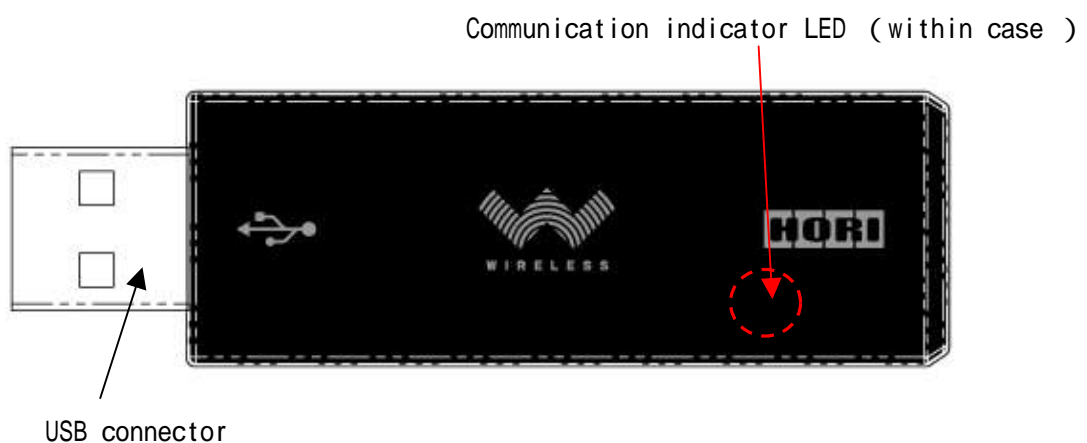 Communication indicator LED (within case )
HORI
WIRELESS
USB connector